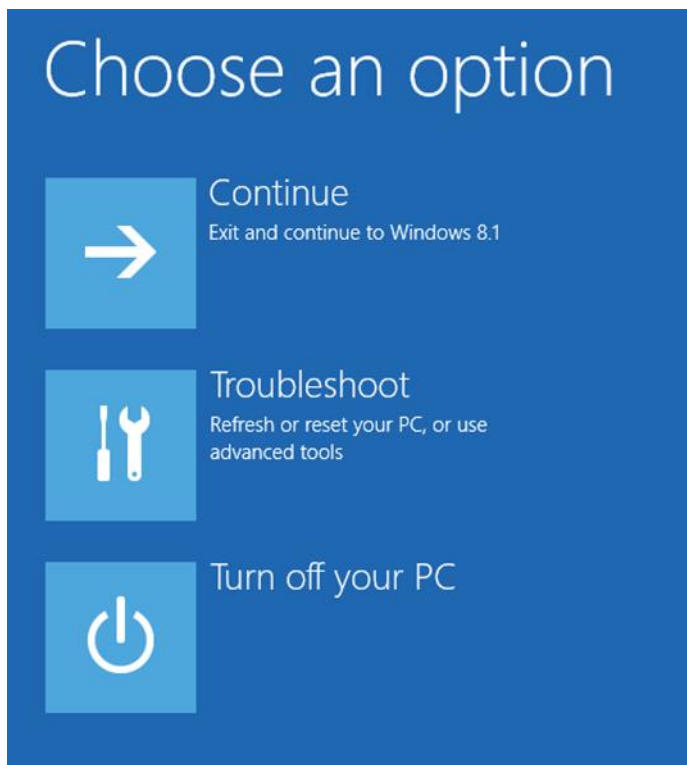 Choose an option
Continue
Exit and continue to Windows 8.1
Troubleshoot
Refresh or reset your PC, or use
advanced tools
Turn off your PC